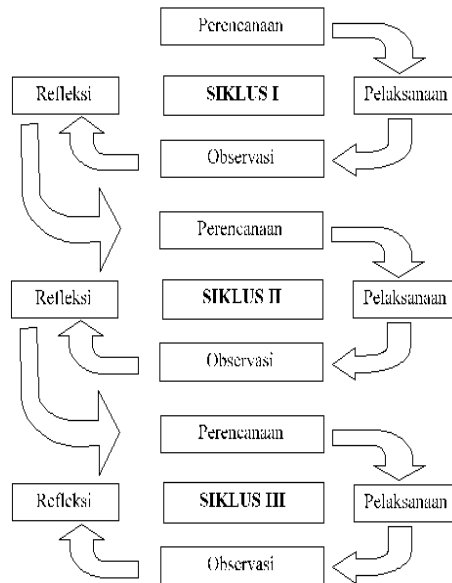 Perencanaan
Refleksi
SIKLUS I
Pelaksanaan
Observasi
Perencanaan
Refleksi
SIKLUS II
Pelaksanaan
Observasi
Perencanaan
Refleksi
SIKLUS III
Pelaksanaan
Observasi